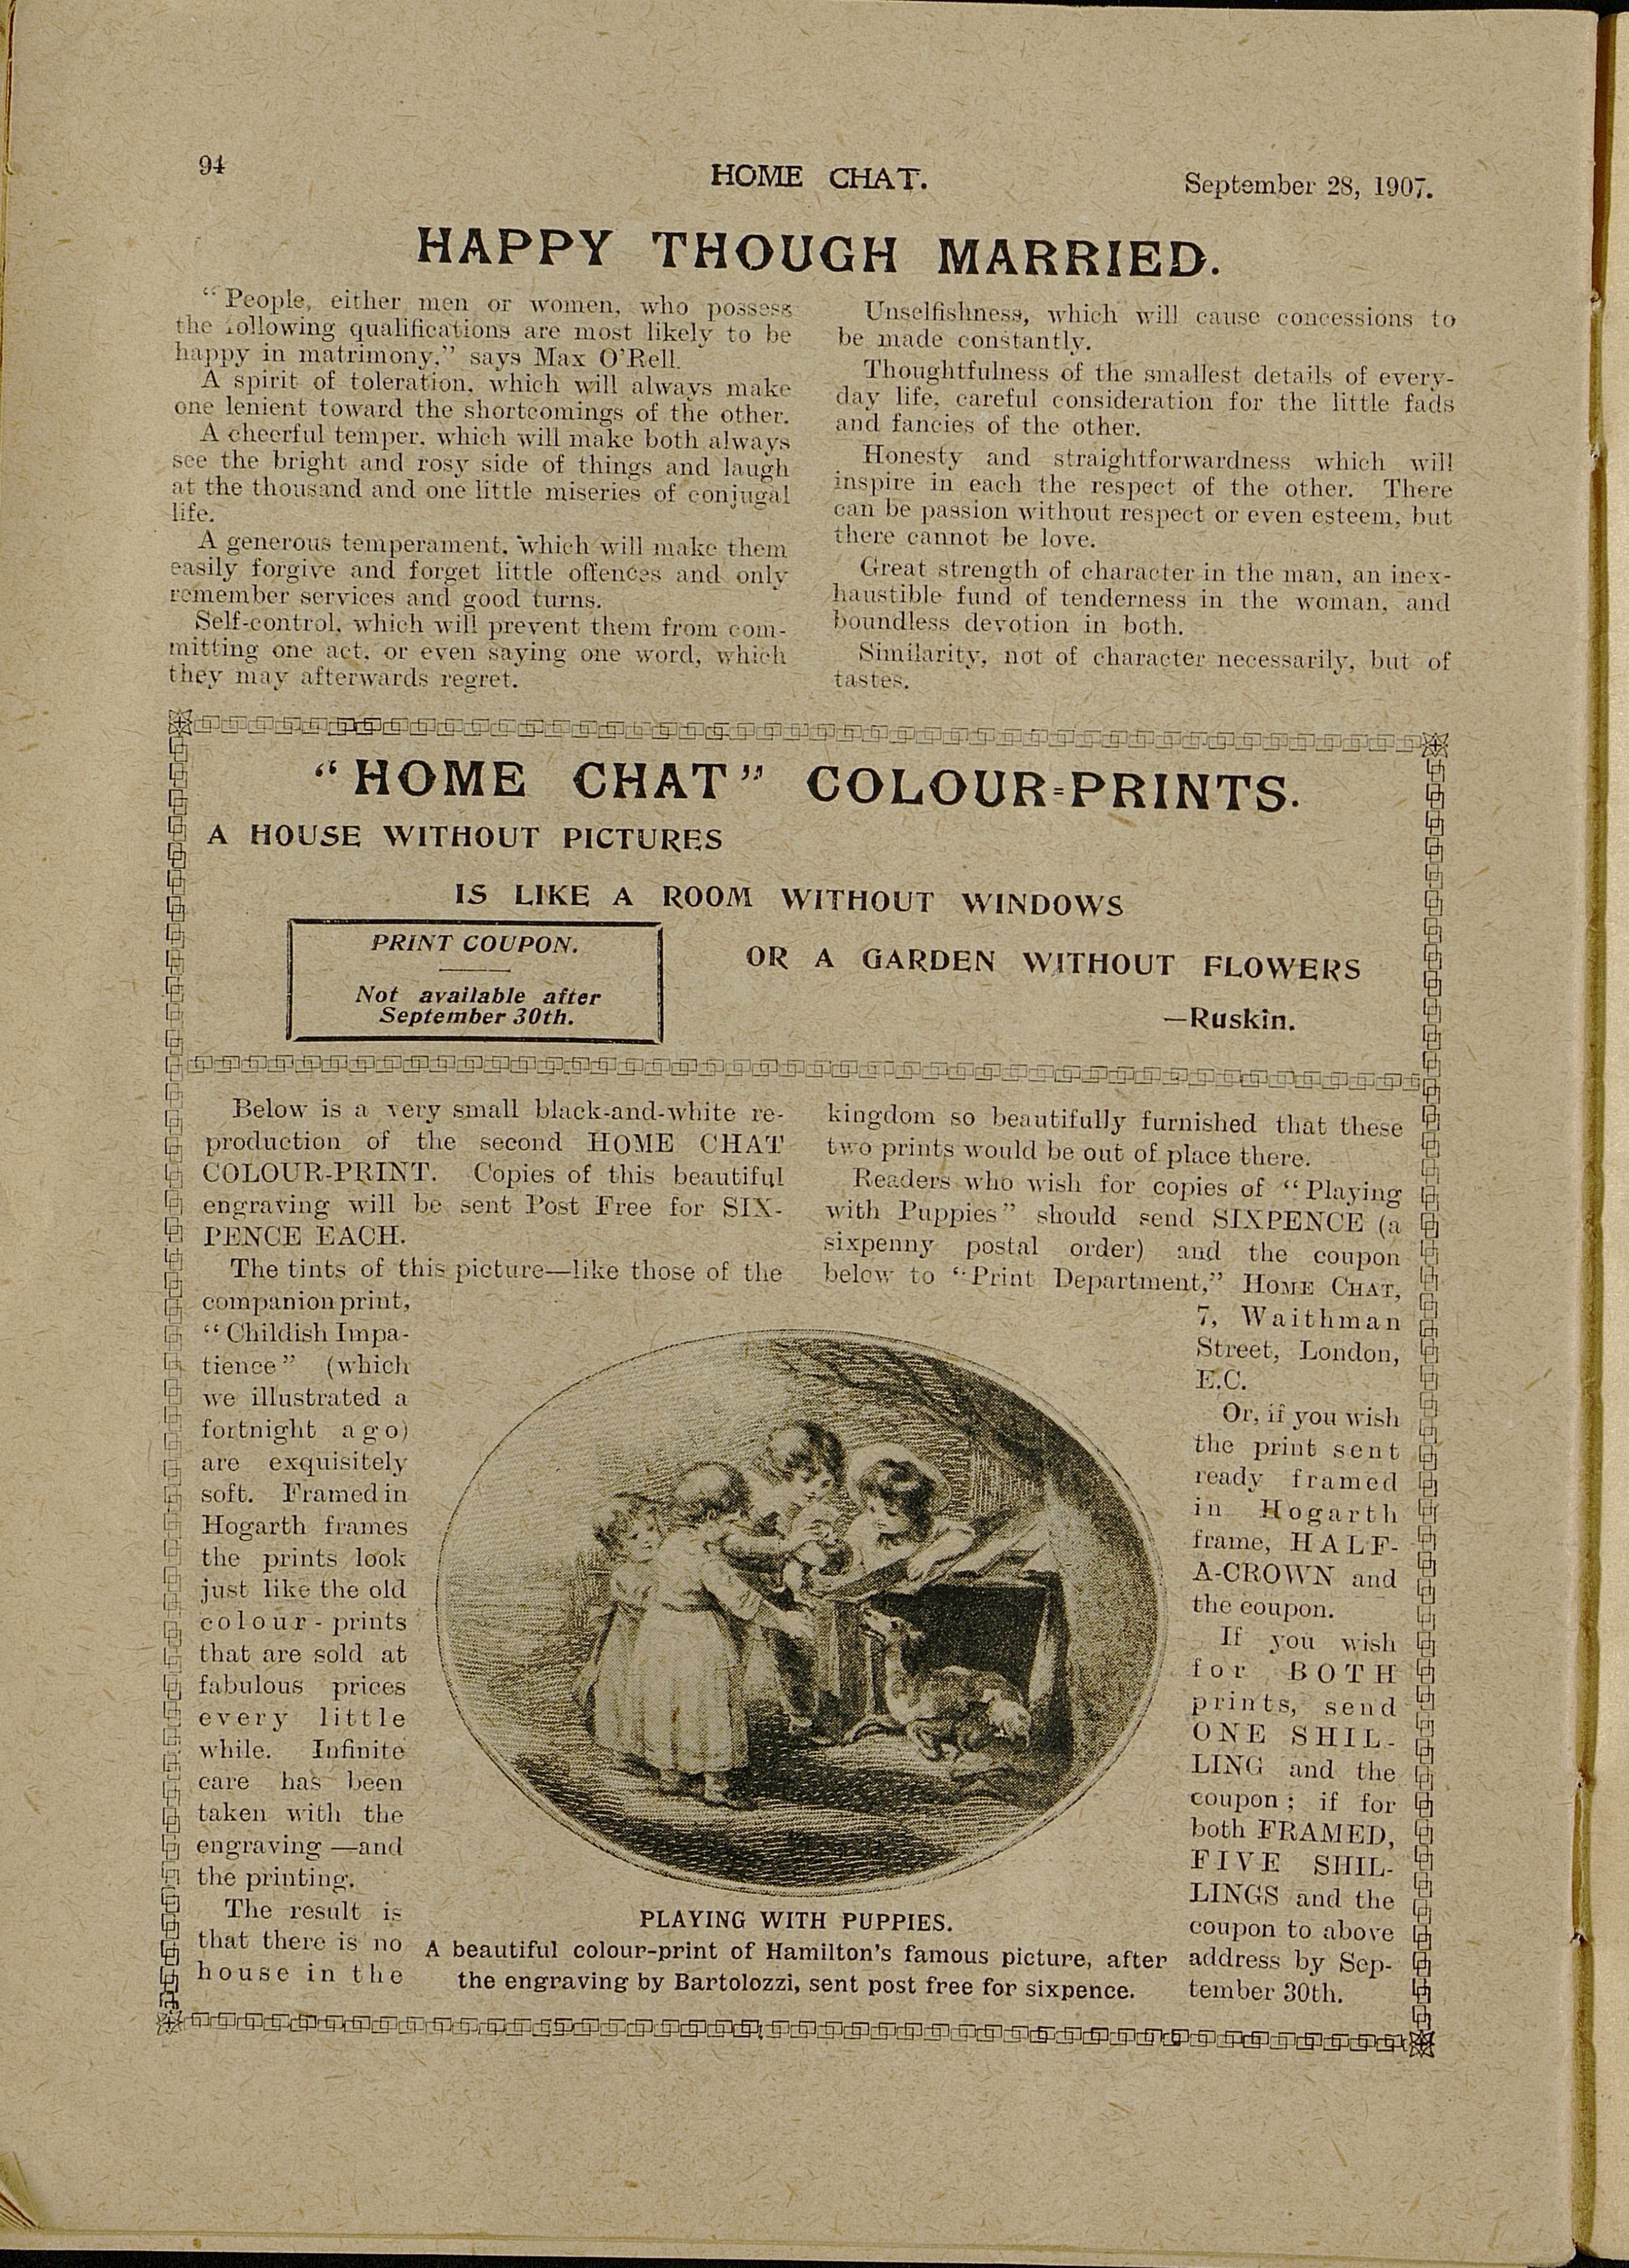 94
HOME CHAT.
September 28, 1907.
HAPPY THOUGH MARRIED.
“People, either men or women, who possess
the following qualifications are most likely to be
happy in matrimony,” says Max O’Rell.
A spirit of toleration, which will always make
one lenient toward the shortcomings of the other.
A cheerful temper, which will make both always
see the bright and rosy side of things and laugh
at the thousand and one little miseries of conjugal
life.
A generous temperament, which will make them
easily forgive and forget little offences and only
remember services and good turns.
Self-control, which will prevent them from com-
mitting one act, or even saying one word, which
they may afterwards regret.
Unselfishness, which will cause concessions to
be made constantly.
Thoughtfulness of the smallest details of every-
day life, careful consideration for the little fads
and fancies of the other.
Honesty and straightforwardness which will
inspire in each the respect of the other. There
can be passion without respect or even esteem, but
there cannot be love.
Great strength of character in the man, an inex-
haustible fund of tenderness in the woman, and
boundless devotion in both.
Similarity, not of character necessarily, but of
tastes.
“HOME CHAT” COLOUR=PRINTS.
A HOUSE WITHOUT PICTURES
IS LIKE A ROOM WITHOUT WINDOWS
OR A GARDEN WITHOUT FLOWERS
—Ruskin.
PRINT COUPON.
Not available after
September 30th.
Below is a very small black-and-white re-
production of the second HOME CHAT
COLOUR-PRINT. Copies of this beautiful
engraving will be sent Post Free for SIX-
PENCE EACH.
The tints of this picture—like those of the
companion print,
“Childish Impa-
tience” (which
we illustrated a
fortnight ago)
are exquisitely
soft. Framed in
Hogarth frames
the prints look
just like the old
colour-prints
that are sold at
fabulous prices
every little
while. Infinite
care has been
taken with the
engraving—and
the printing.
The result is
that there is no
house in the
kingdom so beautifully furnished that these
two prints would be out of place there.
Readers who wish for copies of “Playing
with Puppies” should send SIXPENCE (a
sixpenny postal order) and the coupon
below to “Print Department,” HOME CHAT,
7, Waithman
Street, London,
E.C.
Or, if you wish
the print sent
ready framed
in Hogarth
frame, HALF-
A-CROWN and
the coupon.
If you wish
for BOTH
prints, send
ONE SHIL-
LING and the
coupon; if for
both FRAMED,
FIVE SHIL-
LINGS and the
coupon to above
address by Sep-
tember 30th.
PLAYING WITH PUPPIES.
A beautiful colour-print of Hamilton’s famous picture, after
the engraving by Bartolozzi, sent post free for sixpence.